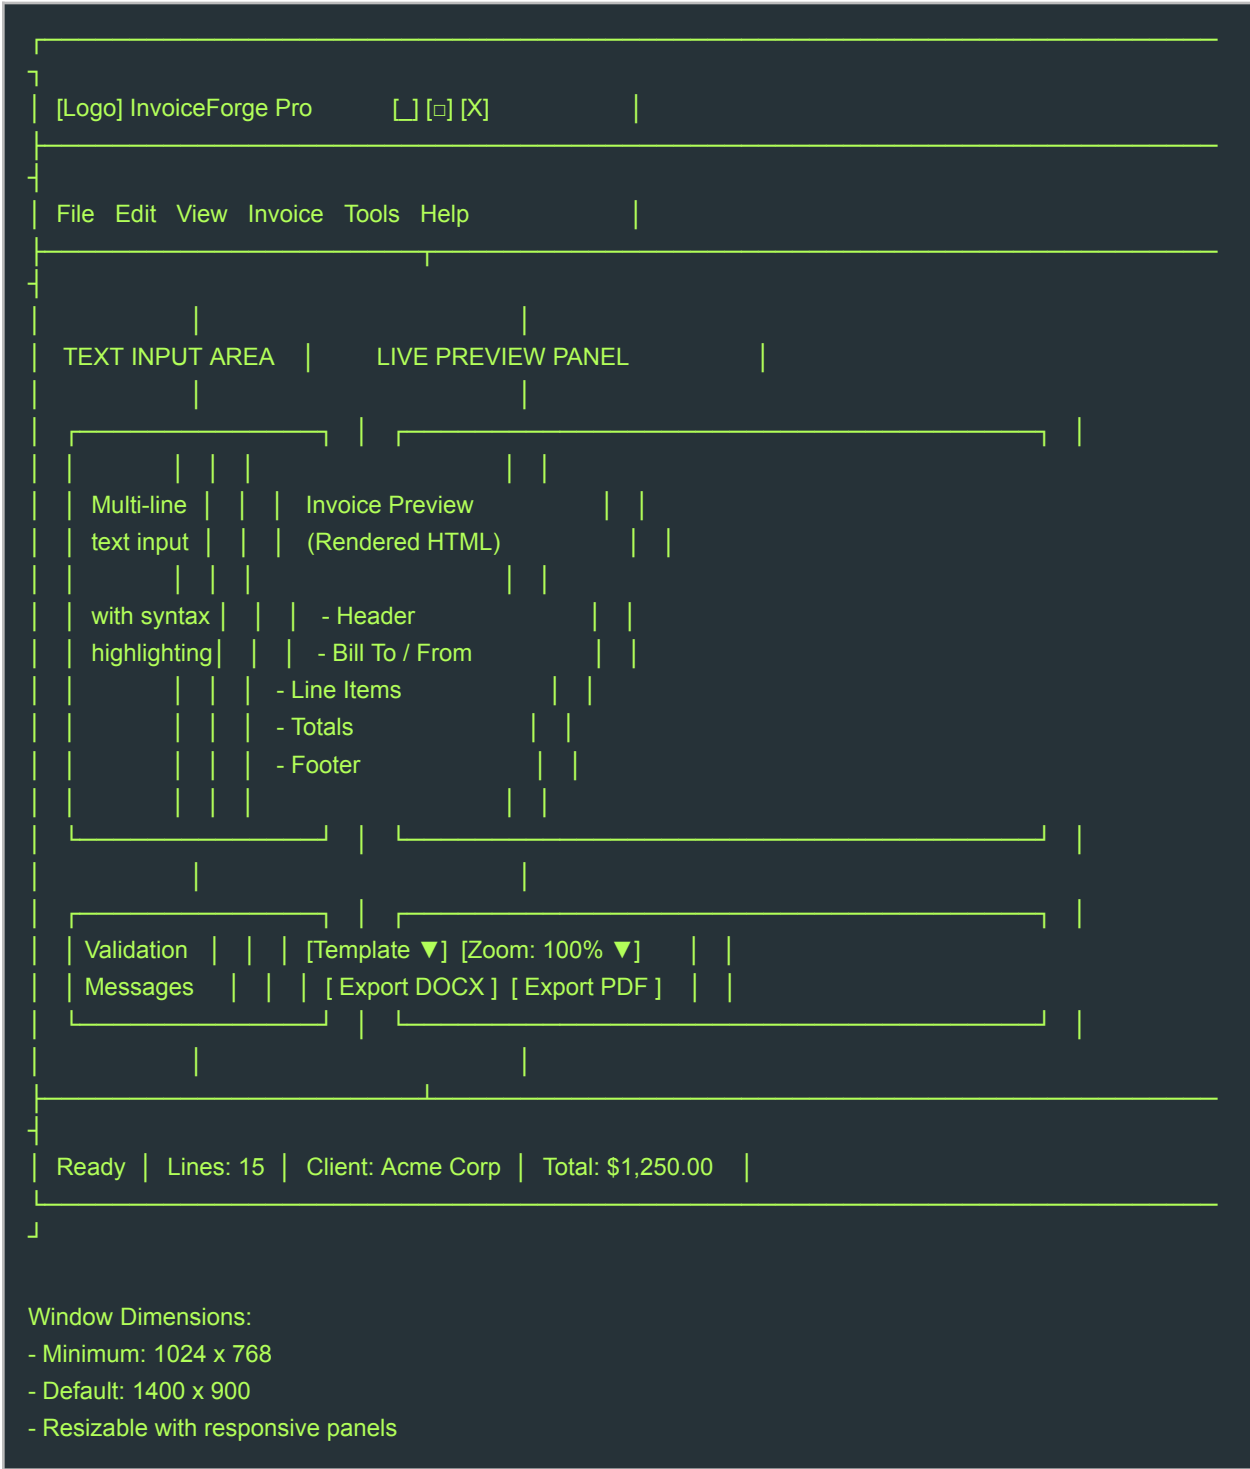 [Logo] InvoiceForge Pro [_] [□] [X]
File Edit View Invoice Tools Help
TEXT INPUT AREA LIVE PREVIEW PANEL
Multi-line Invoice Preview
text input (Rendered HTML)
with syntax - Header
highlighting - Bill To / From
- Line Items
- Totals
- Footer
Validation [Template ▼] [Zoom: 100% ▼]
Messages [ Export DOCX ] [ Export PDF ]
Ready │ Lines: 15 │ Client: Acme Corp │ Total: $1,250.00
Window Dimensions:
- Minimum: 1024 x 768
- Default: 1400 x 900
- Resizable with responsive panels